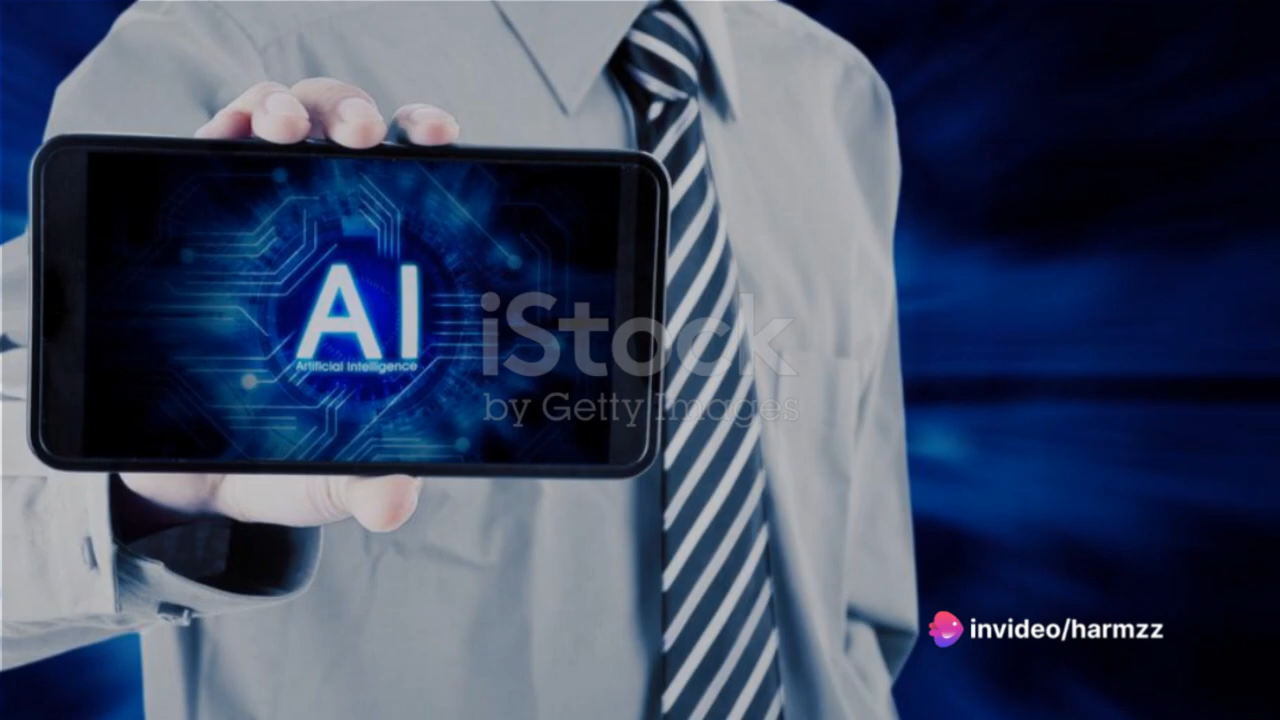 AI
Artificial Intelligence
iStock
by Getty Images
invideo/harmzz